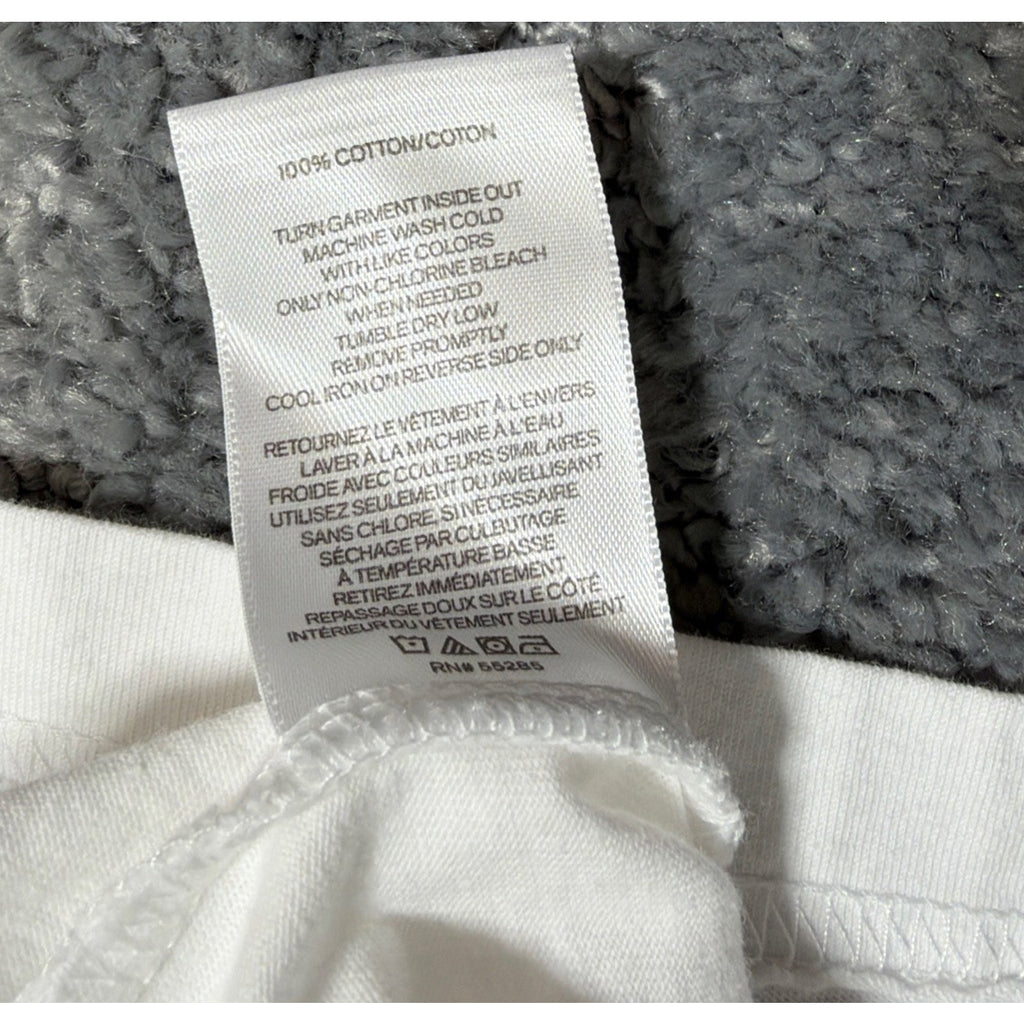 100% COTTON/COTON
TURN GARMENT INSIDE OUT
MACHINE WASH COLD
WITH LIKE COLORS
ONLY NON-CHLORINE BLEACH
WHEN NEEDED
TUMBLE DRY LOW
REMOVE PROMPTLY
COOL IRON ON REVERSE SIDE ONLY
RETOURNEZ LE VÊTEMENT À L'ENVERS
LAVER À LA MACHINE À L'EAU
FROIDE AVEC COULEURS SIMILAIRES
UTILISEZ SEULEMENT DU JAVELLISANT
SANS CHLORE, SI NÉCESSAIRE
SÉCHAGE PAR CULBUTAGE
À TEMPÉRATURE BASSE
RETIREZ IMMÉDIATEMENT
REPASSAGE DOUX SUR LE CÔTÉ
INTÉRIEUR DU VÊTEMENT SEULEMENT
RN# 55285